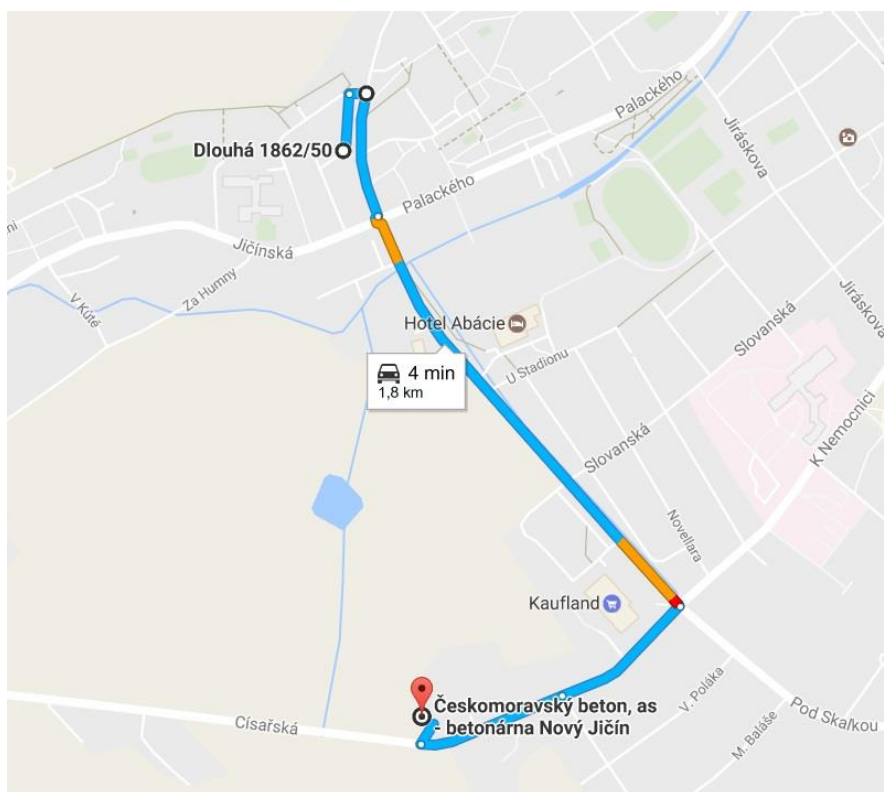 Palackého
Jiráskova
Dlouhá 1862/50
Palackého
Jičínská
Za Humny
V Kúté
Hotel Abácie
Slovanská
Jiráskova
U Stadionu
4 min
1,8 km
K Nemocnici
Slovanská
Novellara
Kaufland
V. Poláka
Českomoravský beton, as
- betonárna Nový Jičín
Císařská
Pod Skalkou
M. Baláše